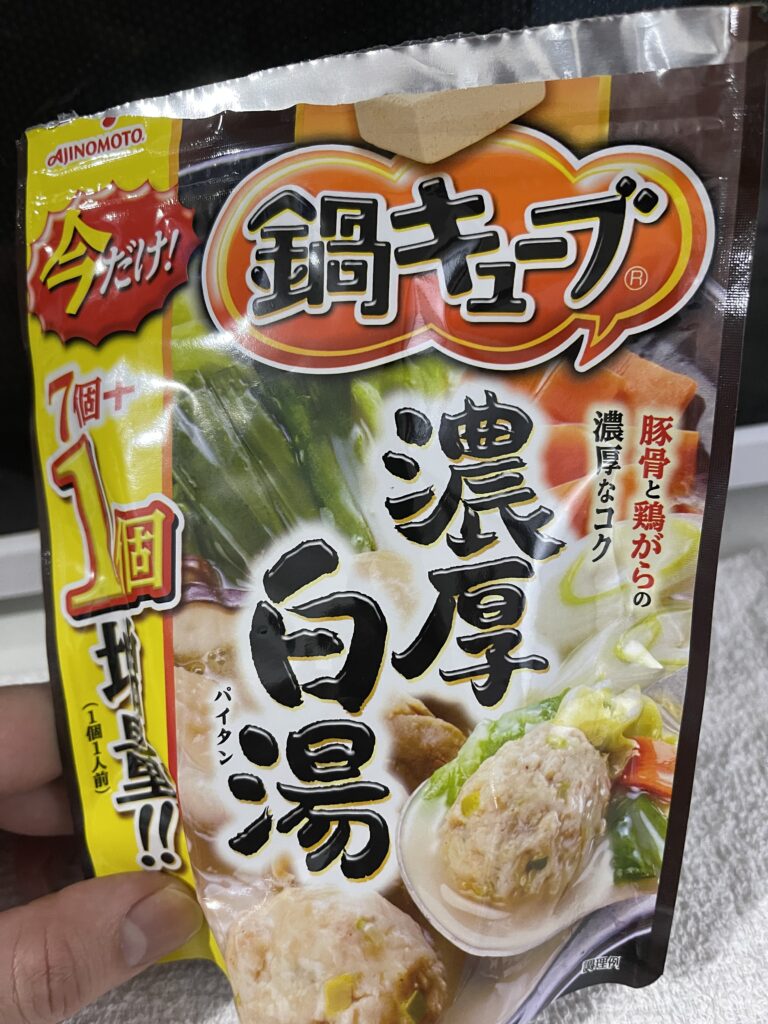 AJINOMOTO
今だけ!
7個+
1個
増量!!
(1個1人前)
鍋キューブ®
豚骨と鶏がらの
濃厚なコク
濃厚
白湯
パイタン
調理例